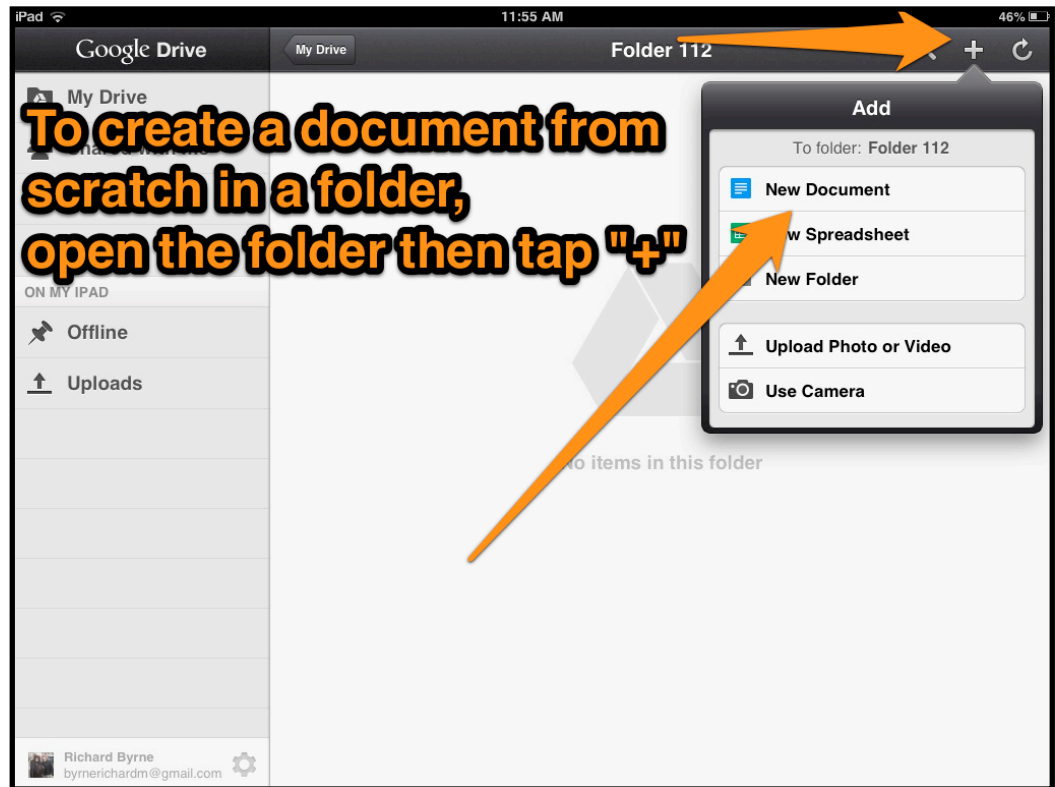 iPad
11:55 AM
46%
Google Drive
My Drive
Folder 112
My Drive
To create a document from
scratch in a folder,
open the folder then tap "+"
ON MY IPAD
Offline
Uploads
Add
To folder: Folder 112
New Document
Spreadsheet
New Folder
Upload Photo or Video
Use Camera
No items in this folder
Richard Byrne
byrnerichardm@gmail.com